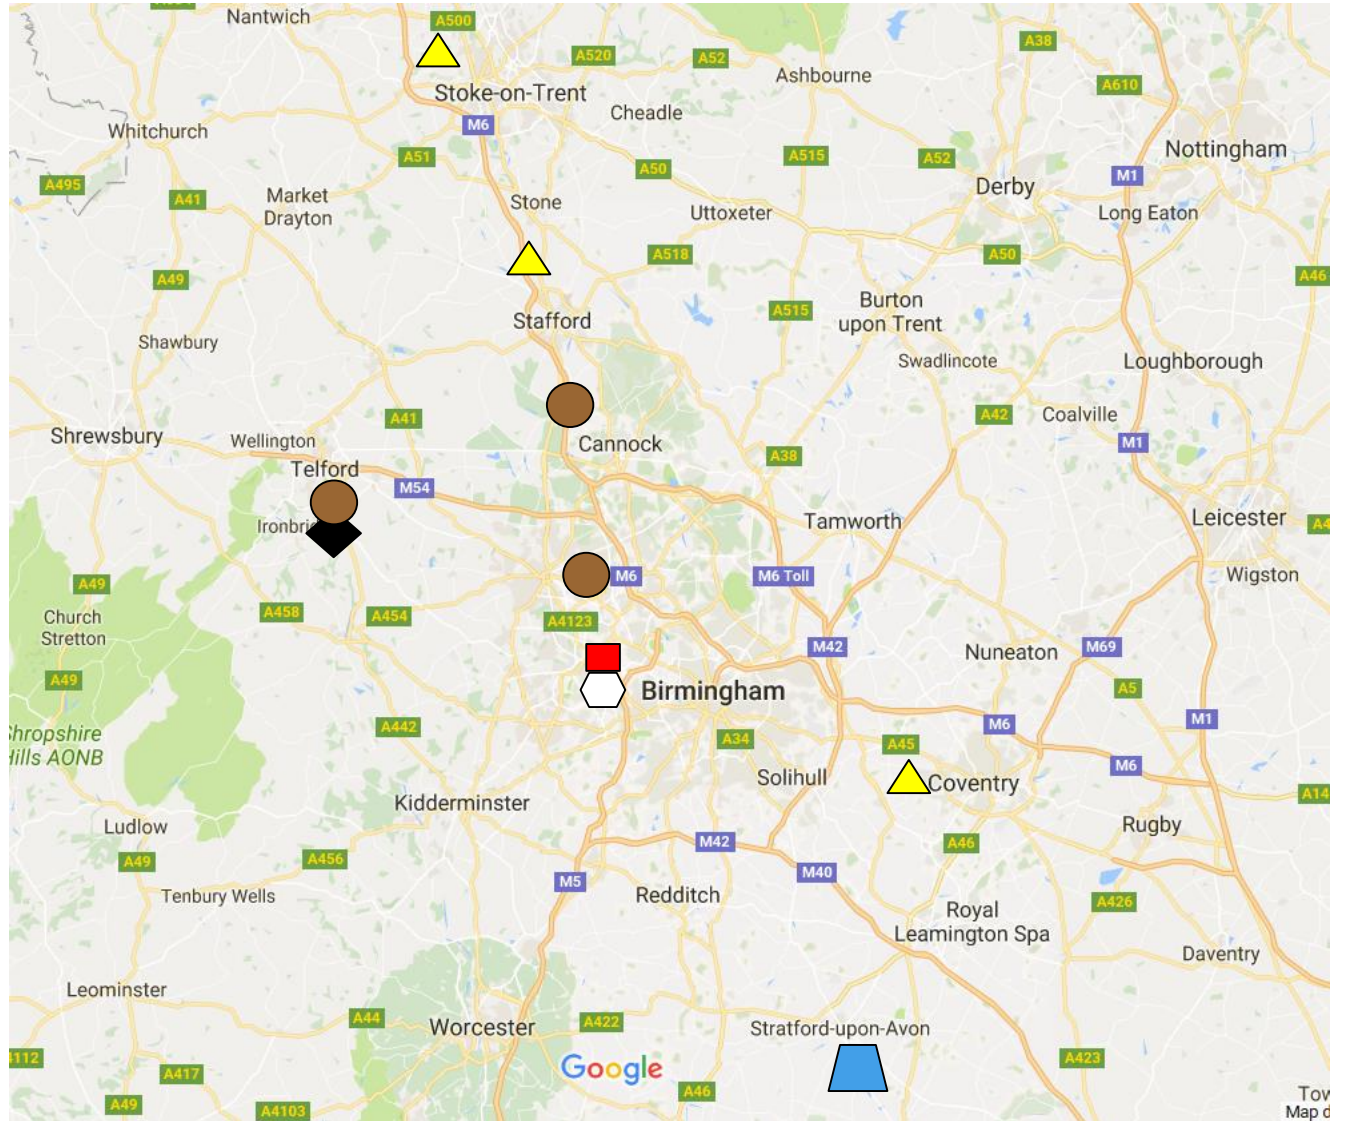 Nantwich
A500
A520
A52
A38
Ashbourne
A610
Stoke-on-Trent
Cheadle
Whitchurch
M6
A51
A50
A515
A52
Nottingham
M1
A495
A41
Market
Drayton
Stone
Uttoxeter
Derby
Long Eaton
A518
A50
A46
A49
A515
Burton
upon Trent
Stafford
Shawbury
Swadlincote
Loughborough
A41
A42
Coalville
Shrewsbury
Wellington
Cannock
M1
A38
Telford
M54
Tamworth
Leicester
Ironbri
A49
M6
M6 Toll
Wigston
Church
Stretton
A458
A454
A4123
M42
Nuneaton
M69
A49
Birmingham
A5
A442
M6
M1
Shropshire
Hills AONB
A34
A45
M6
Solihull
Coventry
A14
Kidderminster
Ludlow
Rugby
A49
A456
M42
A46
M5
M40
Tenbury Wells
Redditch
Royal
Leamington Spa
A426
Daventry
Leominster
A44
Worcester
A422
Stratford-upon-Avon
4112
A417
Google
A423
A49
A4103
A46
Tow
Map d